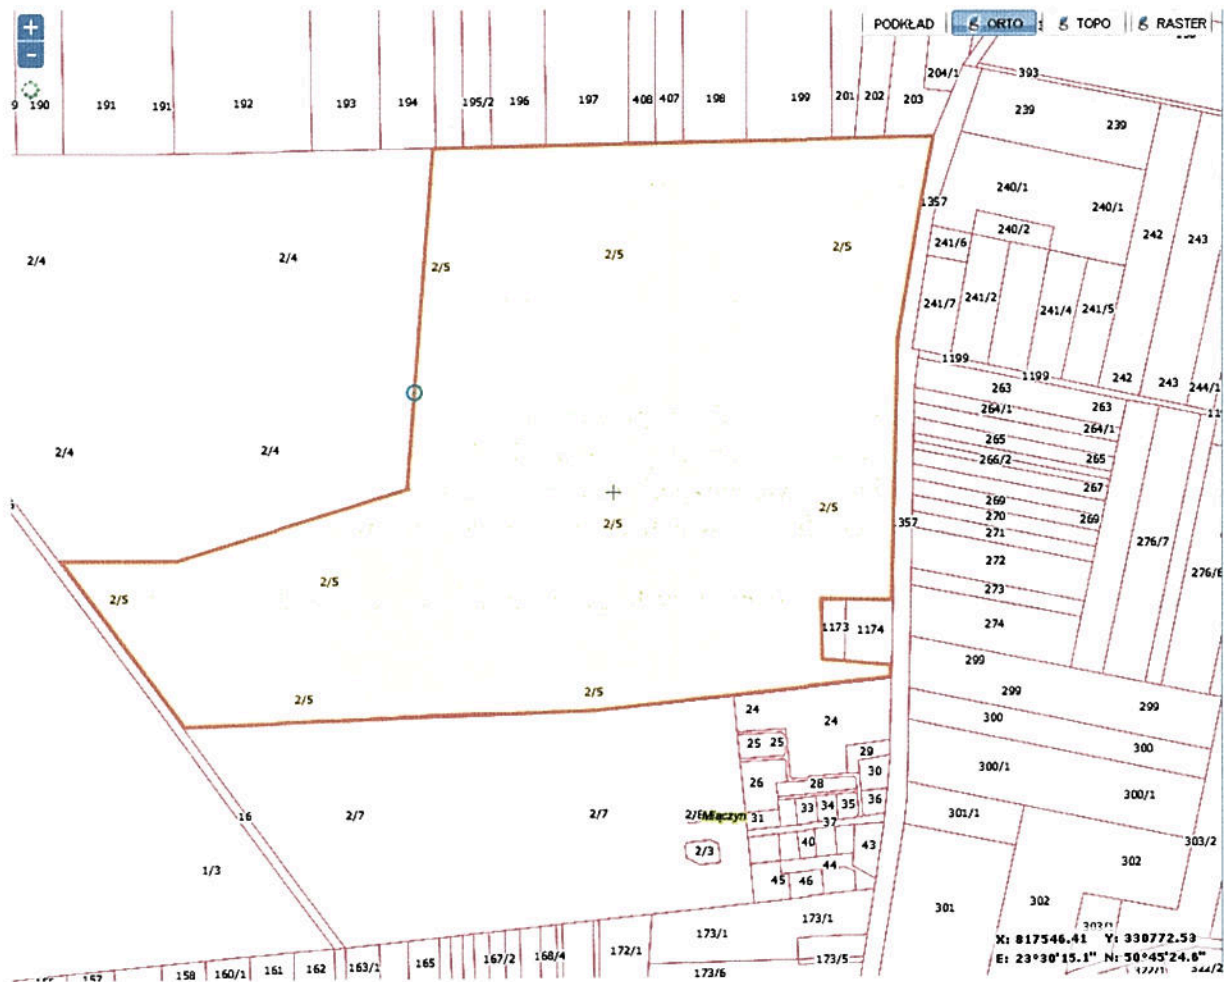 +
PODKŁAD ORTO TOPO RASTER
-
204/1 393
9 190 191 191 192 193 194 195/2 196 197 408 407 198 199 201 202 203
239 239
240/1
1357 240/1
240/2 242 243
241/6
2/4 2/4 2/5 2/5 2/5
241/7 241/2 241/4 241/5
1199
1199 242 243 244/1
263 263
264/1 264/1
265 265
266/2
2/4 2/4
267
269 269
270
271
2/5 2/5 357
276/7
272 276/
273
2/5 2/5
1173 1174 274
299
299 299
2/5 2/5
24 24
300 300
25 25 29
300/1 300/1
26 28 30
31 33 34 35 36
16 2/7 2/7 Miączyn 37
301/1
303/2
40 43
2/3
44
1/3 302
45 46
302
301
173/1
173/1
172/1
X: 817546.41 Y: 330772.53
E: 23°30'15.1" N: 50°45'24.6"
157 158 160/1 161 162 163/1 165 167/2 168/4 173/6 173/5